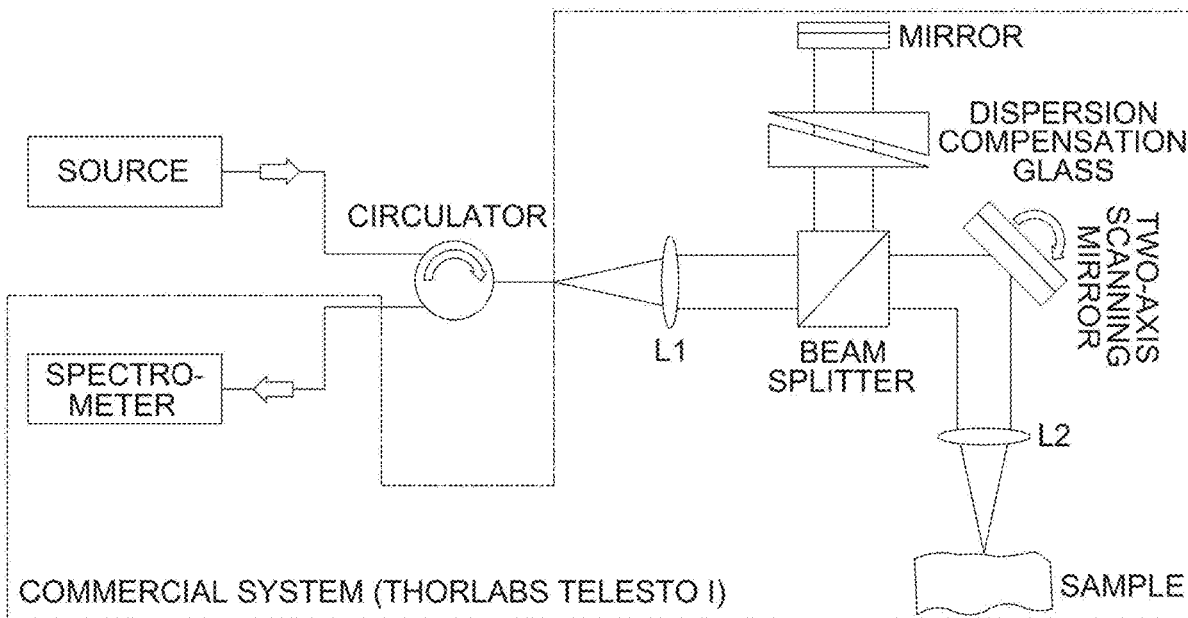 MIRROR
DISPERSION
COMPENSATION
GLASS
SOURCE
CIRCULATOR
TWO-AXIS
SCANNING
MIRROR
L1
BEAM
SPLITTER
SPECTRO-
METER
L2
COMMERCIAL SYSTEM (THORLABS TELESTO I)
SAMPLE